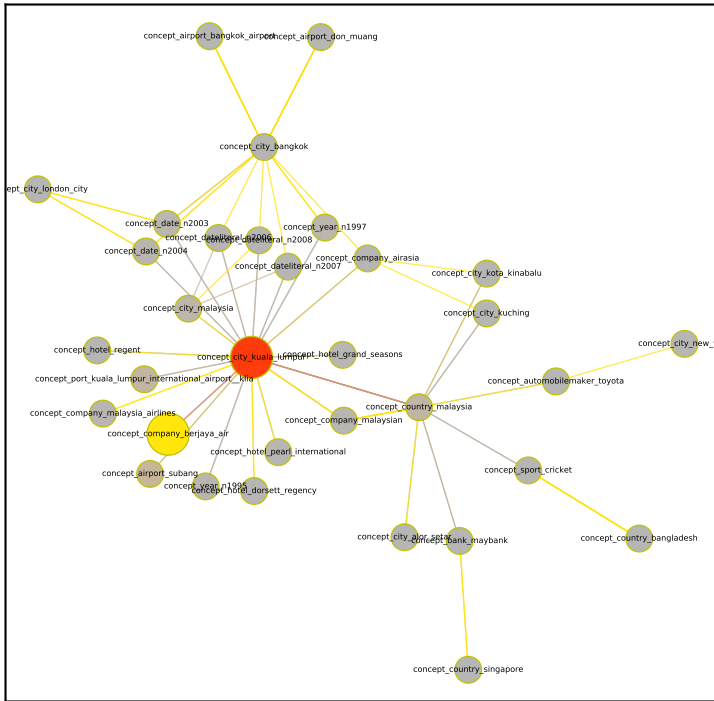 concept_airport_bangkok_airport
concept_airport_don_muang
concept_city_bangkok
ept_city_london_city
concept_date_n2003
concept_year_n1997
concept_dateliteral_n2006
concept_dateliteral_n2008
concept_date_n2004
concept_company_airasia
concept_dateliteral_n2007
concept_city_kota_kinabalu
concept_city_malaysia
concept_city_kuching
concept_city_new_
concept_hotel_regent
concept_city_kuala_lumpur
concept_hotel_grand_seasons
concept_port_kuala_lumpur_international_airport__klia
concept_automobilemaker_toyota
concept_country_malaysia
concept_company_malaysia_airlines
concept_company_malaysian
concept_company_berjaya_air
concept_hotel_pearl_international
concept_airport_subang
concept_sport_cricket
concept_year_n1995
concept_hotel_dorsett_regency
concept_city_alor_setar
concept_bank_maybank
concept_country_bangladesh
concept_country_singapore